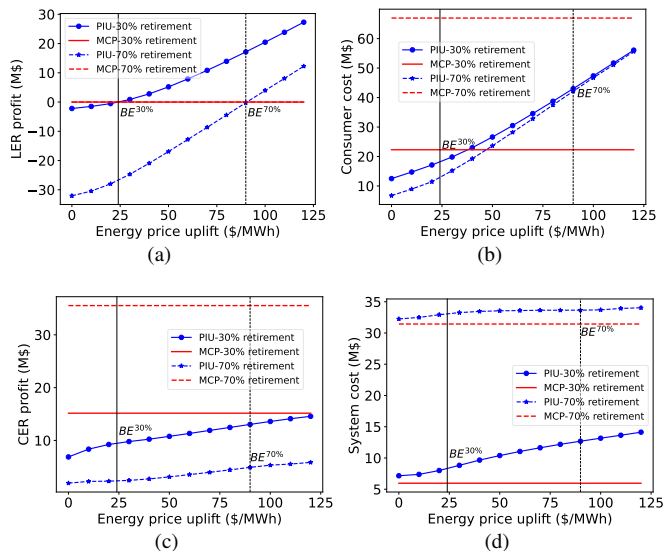 30
20
10
0
−10
−20
−30
LER profit (M$)
PIU-30% retirement
MCP-30% retirement
PIU-70% retirement
MCP-70% retirement
BE30%
BE70%
0 25 50 75 100 125
Energy price uplift ($/MWh)
(a)
60
50
40
30
20
10
Consumer cost (M$)
PIU-30% retirement
MCP-30% retirement
PIU-70% retirement
MCP-70% retirement
BE70%
BE30%
0 25 50 75 100 125
Energy price uplift ($/MWh)
(b)
30
20
10
CER profit (M$)
PIU-30% retirement
MCP-30% retirement
PIU-70% retirement
MCP-70% retirement
BE30%
BE70%
0 25 50 75 100 125
Energy price uplift ($/MWh)
(c)
35
30
25
20
15
10
5
System cost (M$)
BE70%
PIU-30% retirement
MCP-30% retirement
PIU-70% retirement
MCP-70% retirement
BE30%
0 25 50 75 100 125
Energy price uplift ($/MWh)
(d)